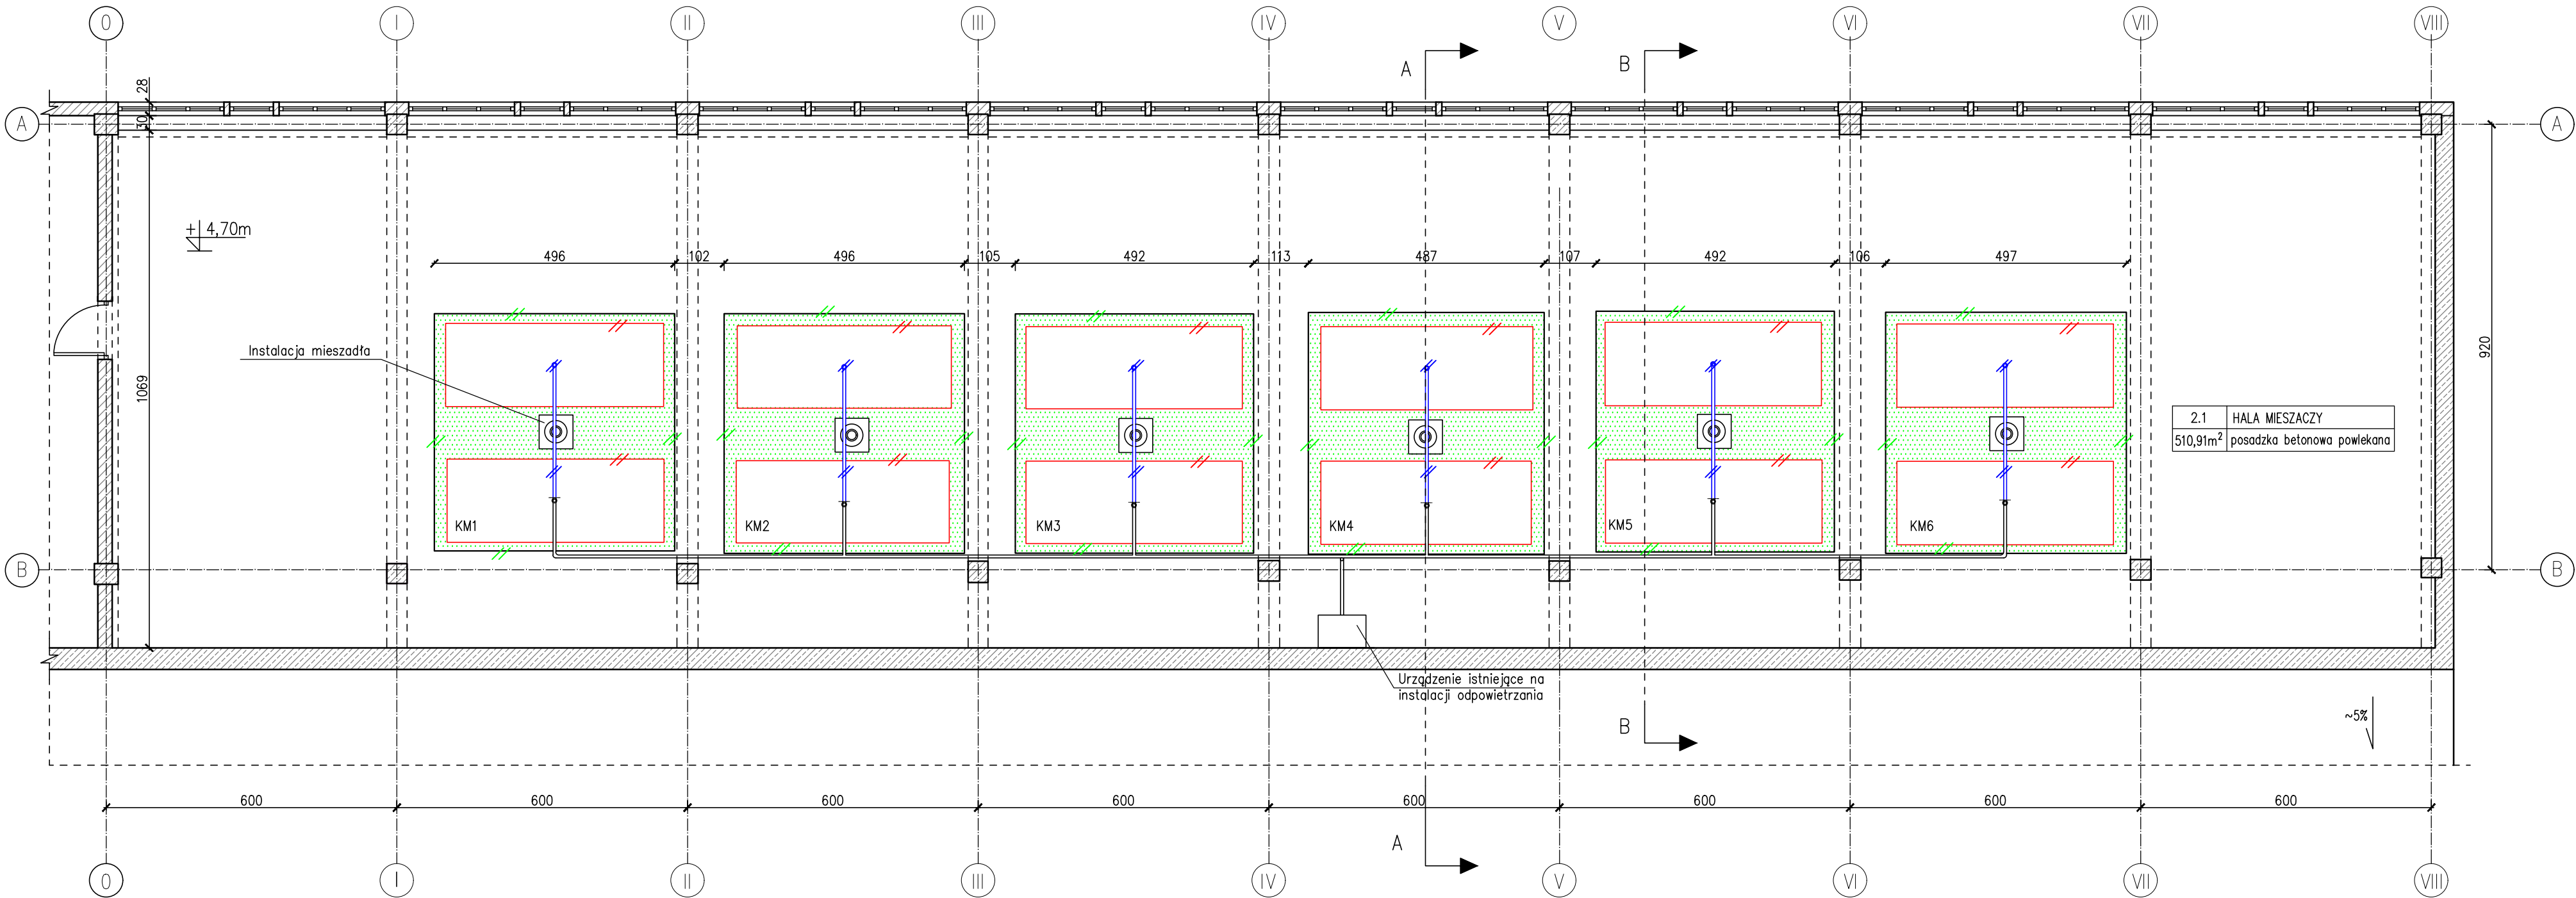 0 I II III IV V VI VII VIII
A B
28
A A
30
+ 4,70m
496 102 496 105 492 113 487 107 492 106 497
920
Instalacja mieszadła
1069
2.1 HALA MIESZACZY
510,91m² posadzka betonowa powlekana
KM1 KM2 KM3 KM4 KM5 KM6
B B
Urządzenie istniejące na
instalacji odpowietrzania
B
~5%
600 600 600 600 600 600 600 600
A
0 I II III IV V VI VII VIII